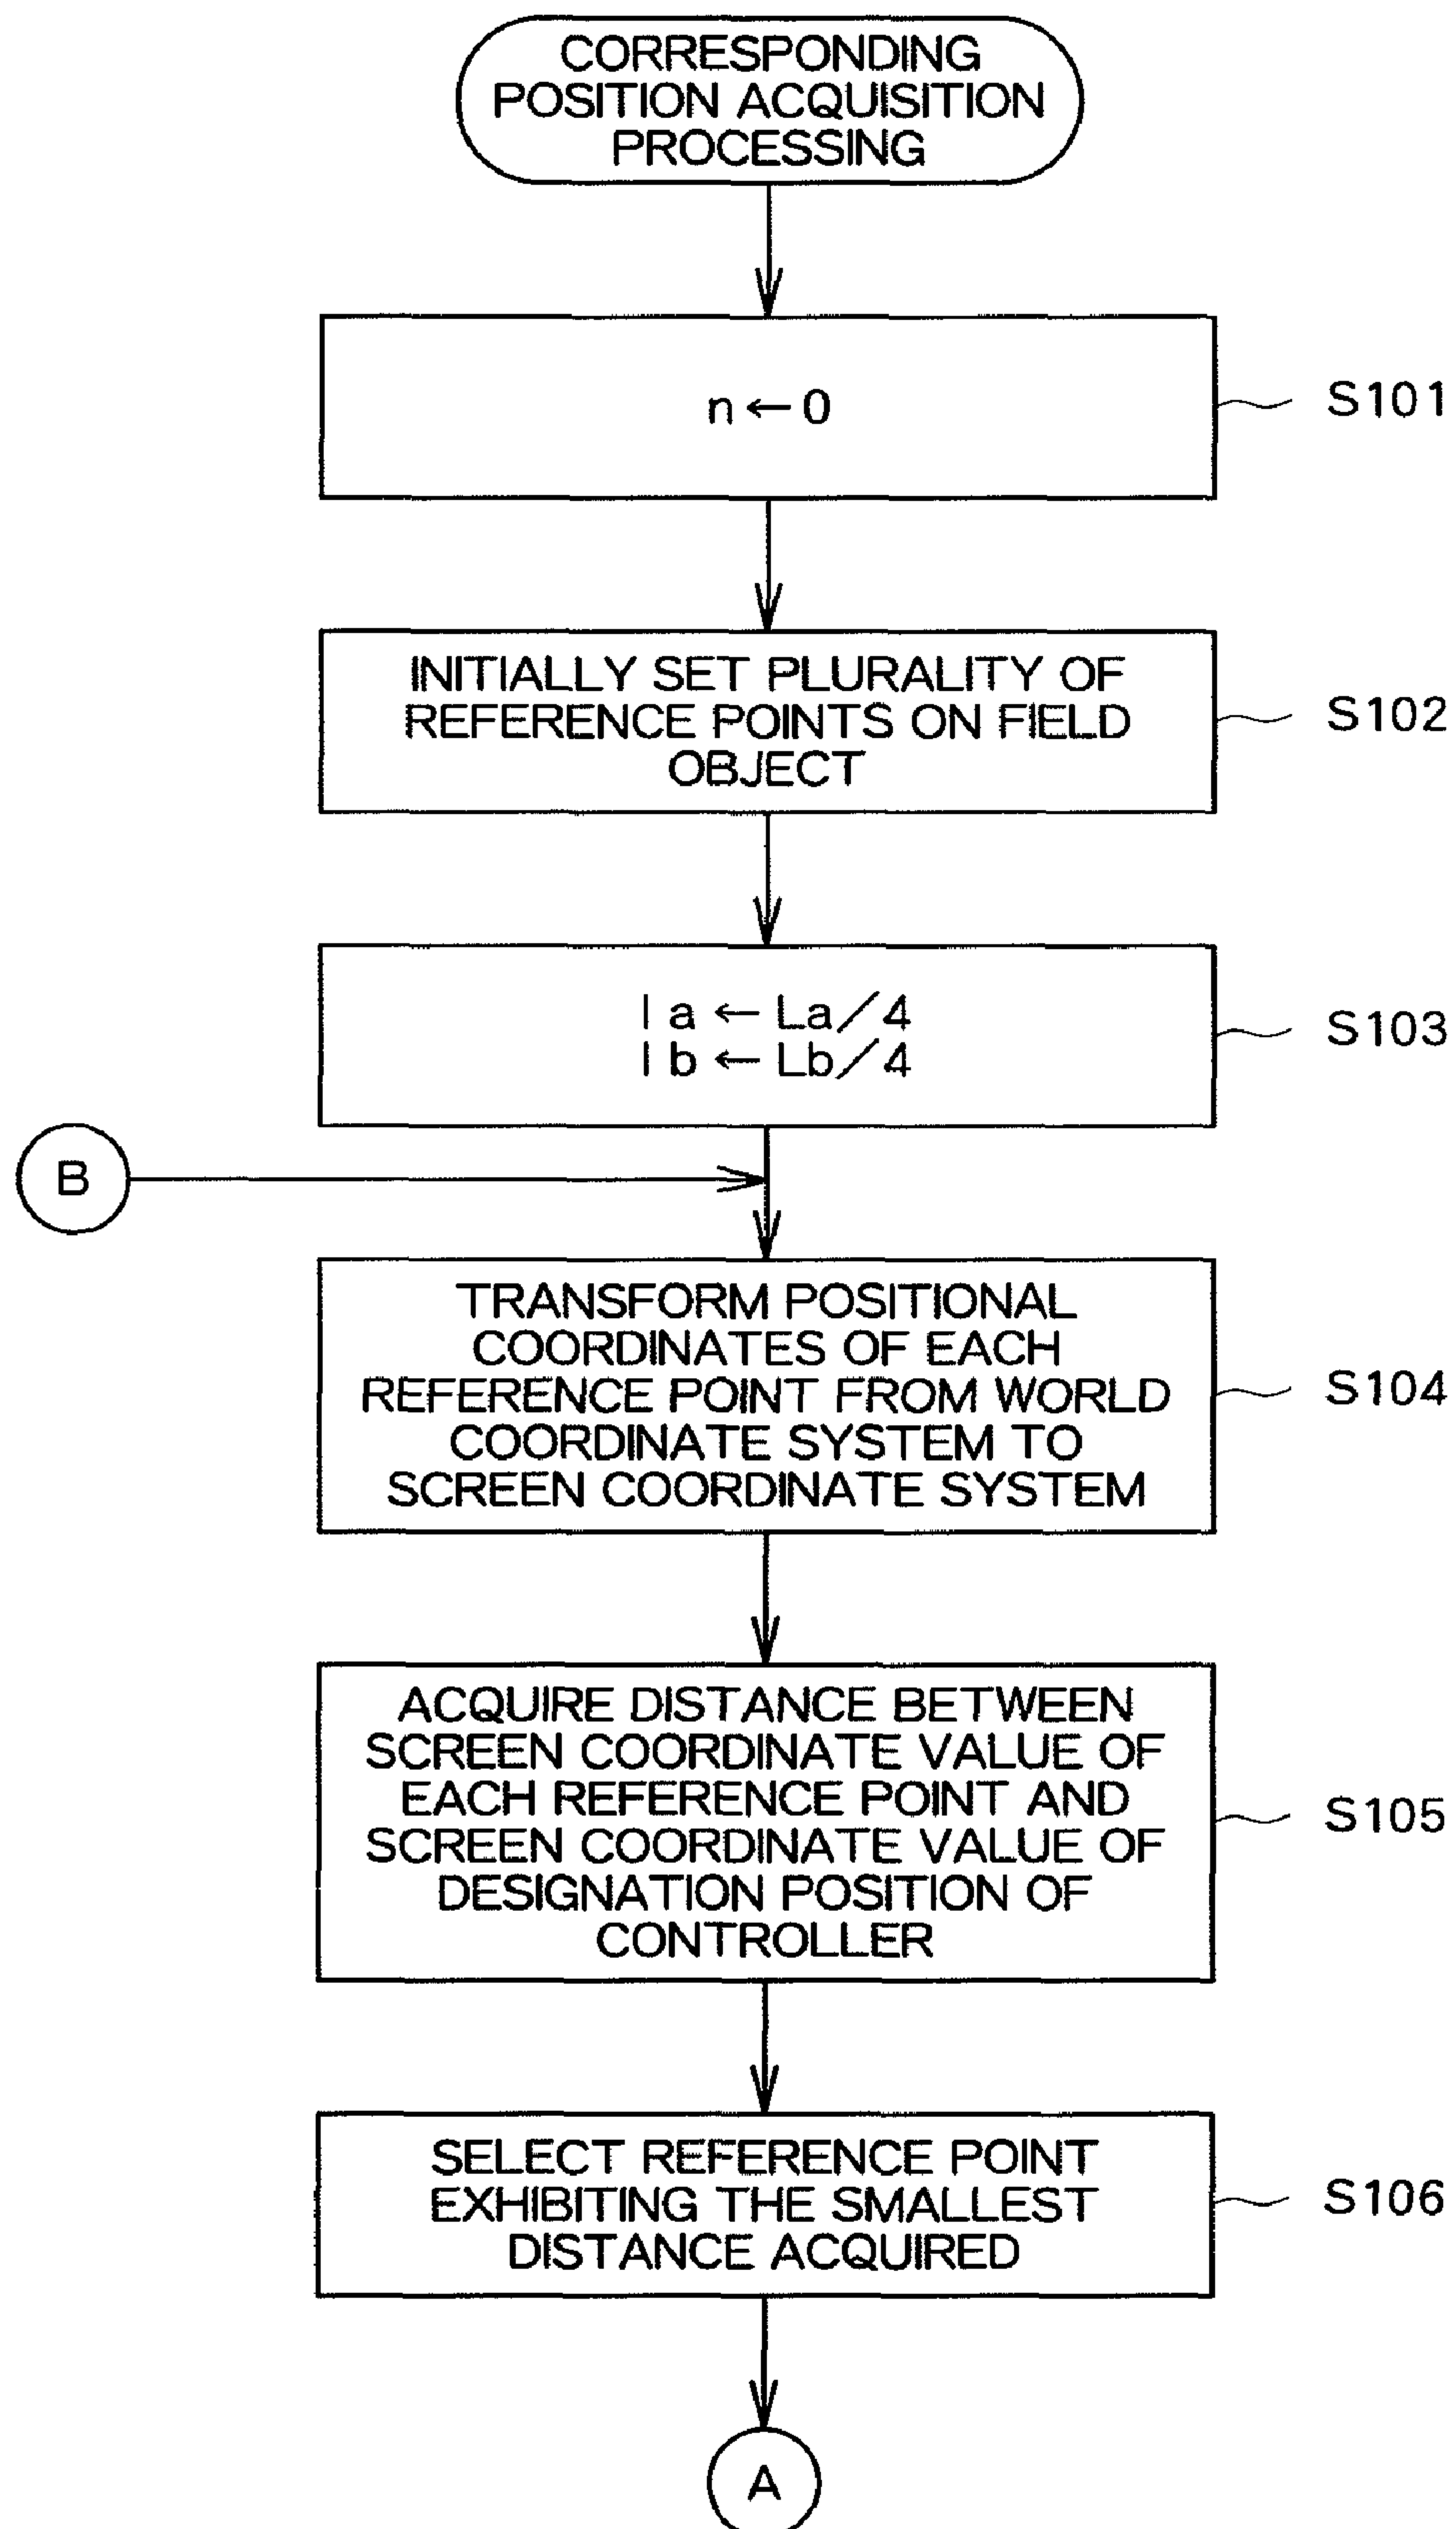 CORRESPONDING
POSITION ACQUISITION
PROCESSING
n ← 0
S101
INITIALLY SET PLURALITY OF
REFERENCE POINTS ON FIELD
OBJECT
S102
la ← La/4
lb ← Lb/4
S103
B
TRANSFORM POSITIONAL
COORDINATES OF EACH
REFERENCE POINT FROM WORLD
COORDINATE SYSTEM TO
SCREEN COORDINATE SYSTEM
S104
ACQUIRE DISTANCE BETWEEN
SCREEN COORDINATE VALUE OF
EACH REFERENCE POINT AND
SCREEN COORDINATE VALUE OF
DESIGNATION POSITION OF
CONTROLLER
S105
SELECT REFERENCE POINT
EXHIBITING THE SMALLEST
DISTANCE ACQUIRED
S106
A